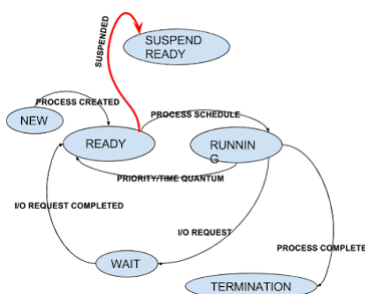 SUSPENDED
SUSPEND
READY
PROCESS CREATED
NEW
PROCESS SCHEDULE
READY
RUNNIN
G
PRIORITY/TIME QUANTUM
I/O REQUEST COMPLETED
I/O REQUEST
PROCESS COMPLETE
WAIT
TERMINATION